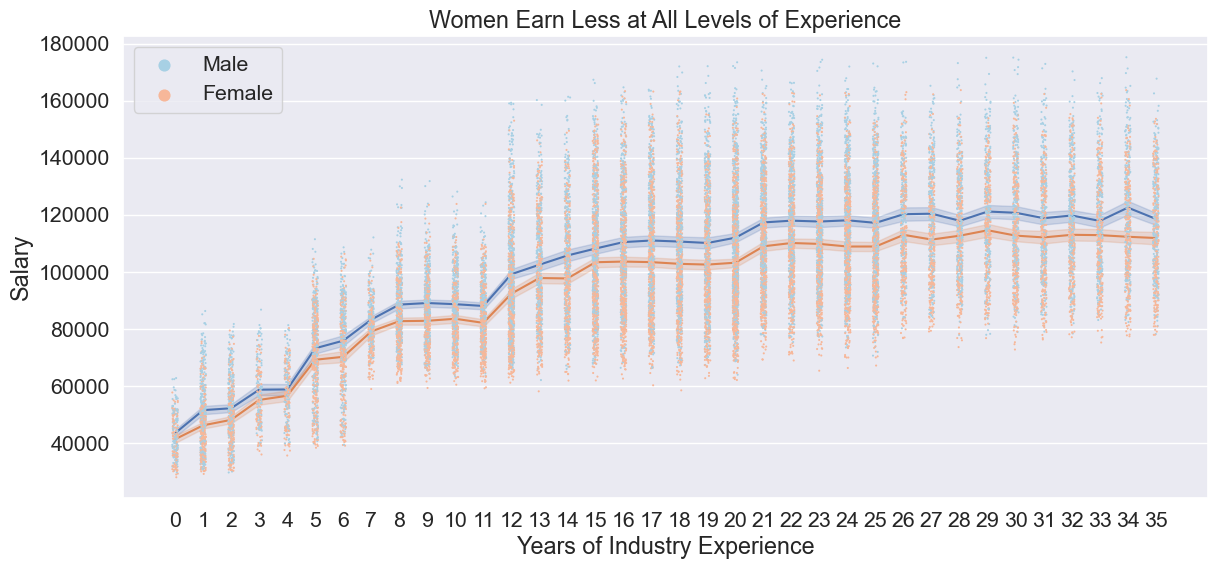 Women Earn Less at All Levels of Experience
180000
160000
140000
120000
100000
80000
60000
40000
Salary
Male
Female
0 1 2 3 4 5 6 7 8 9 10 11 12 13 14 15 16 17 18 19 20 21 22 23 24 25 26 27 28 29 30 31 32 33 34 35
Years of Industry Experience